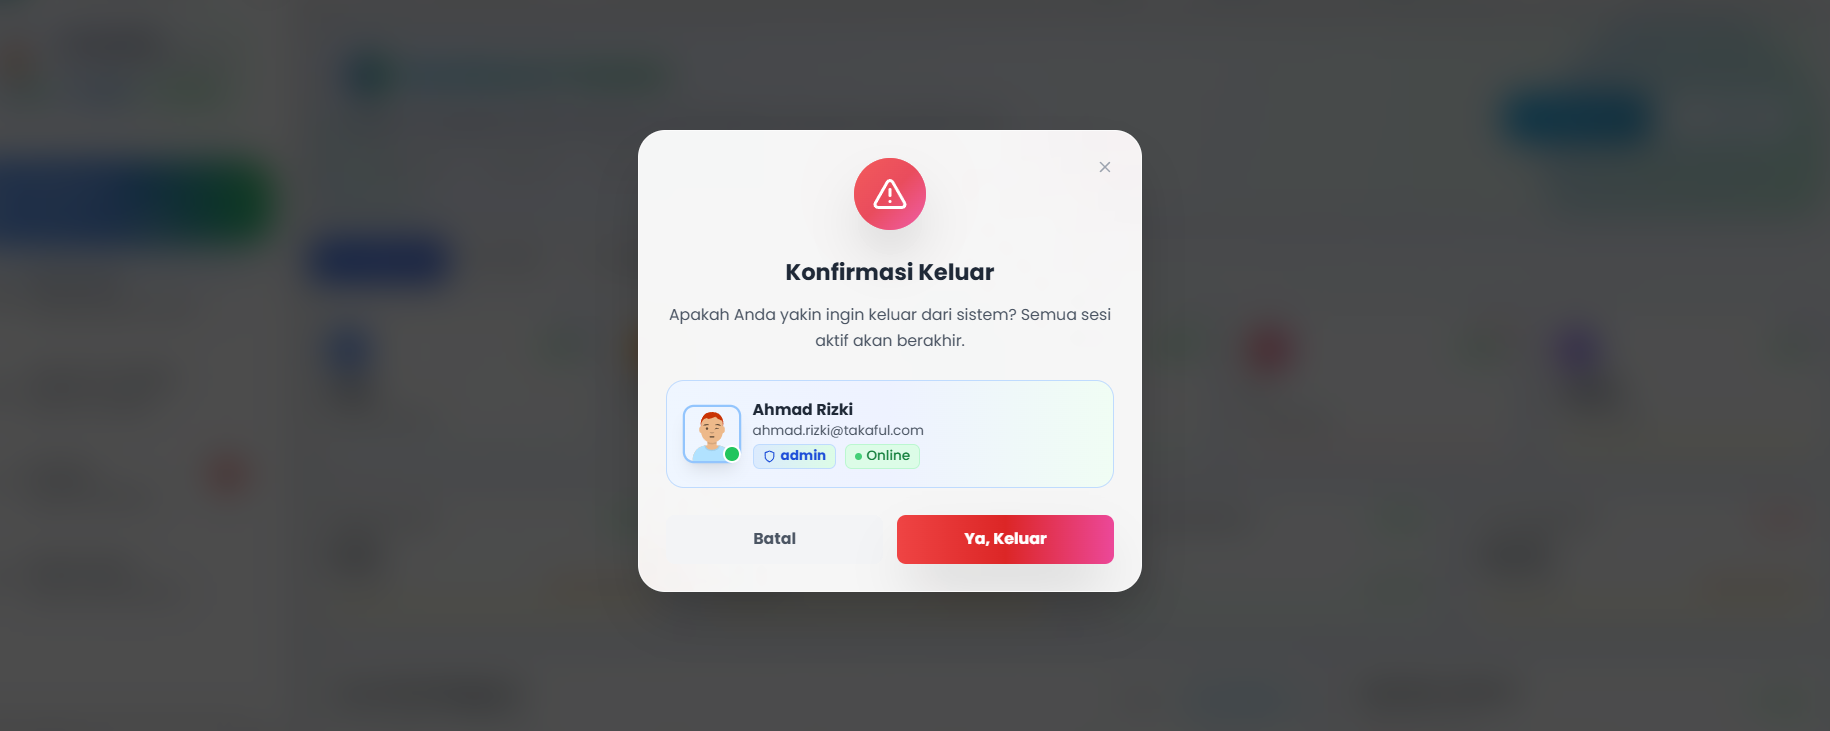 Konfirmasi Keluar
Apakah Anda yakin ingin keluar dari sistem? Semua sesi
aktif akan berakhir.
Ahmad Rizki
ahmad.rizki@takaful.com
admin
Online
Batal
Ya, Keluar